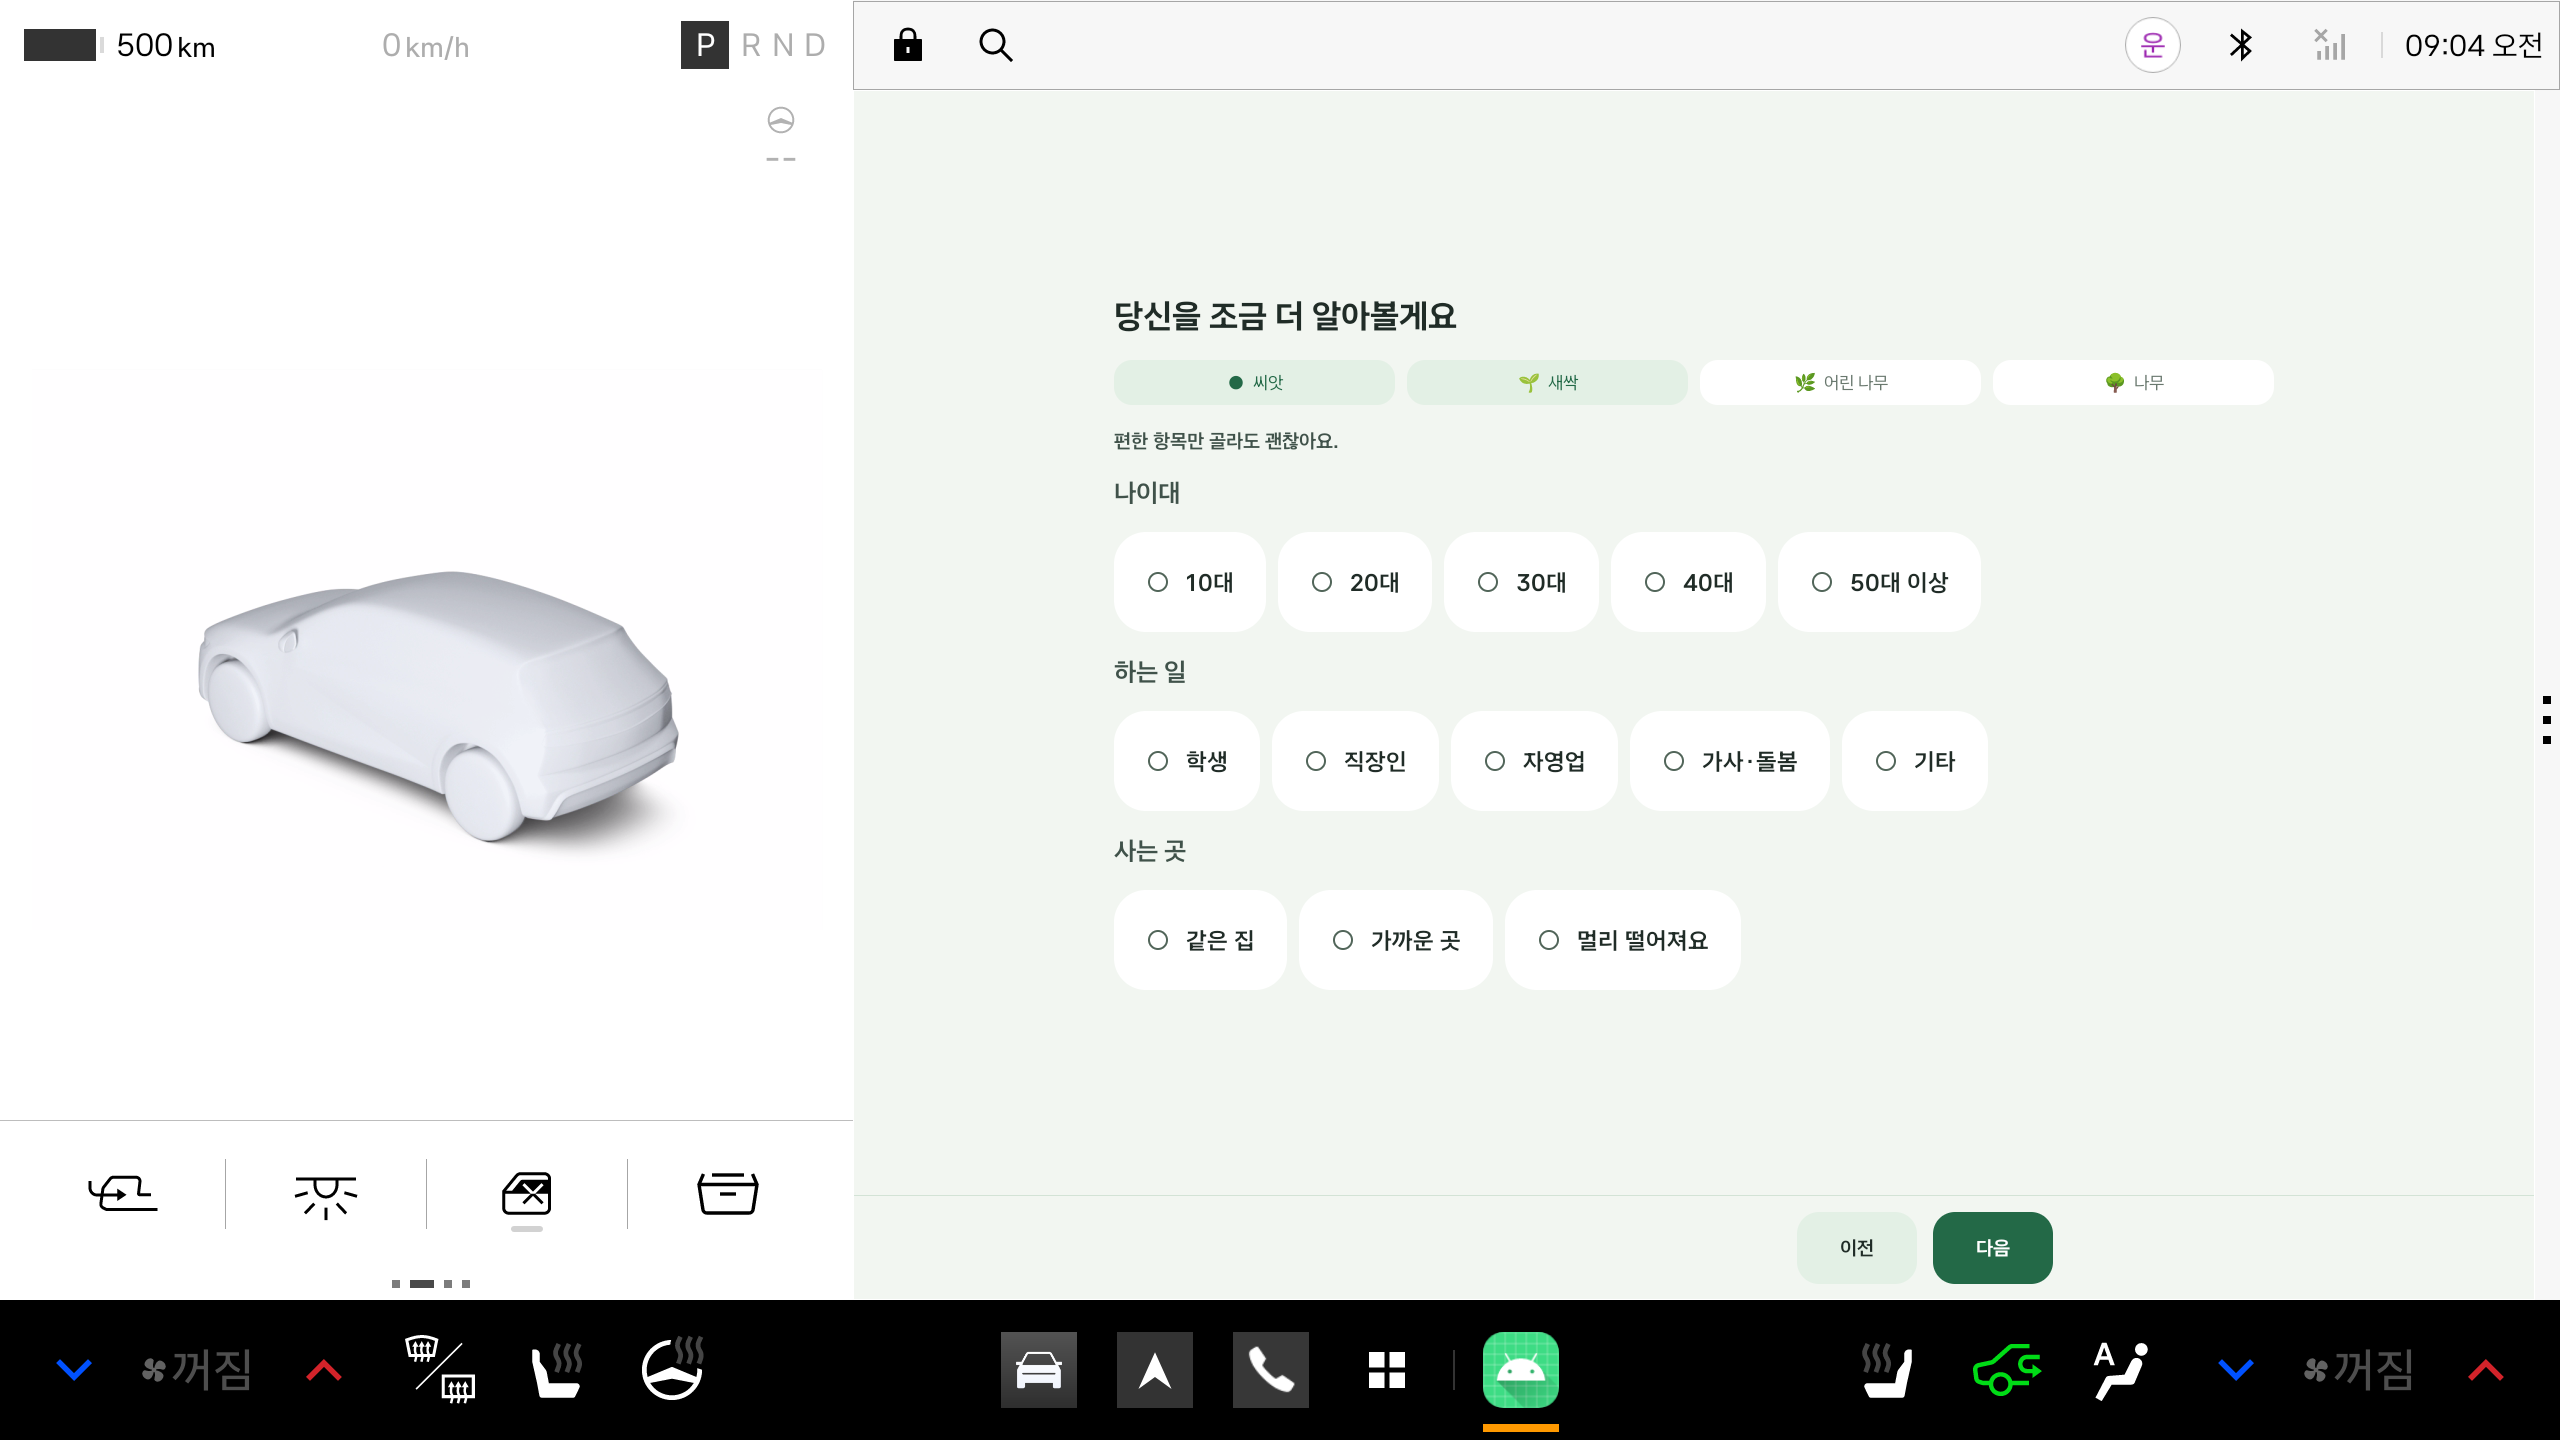 500 km 0 km/h P R N D
09:04 오전
운
당신을 조금 더 알아볼게요
씨앗 새싹 어린 나무 나무
편한 항목만 골라도 괜찮아요.
나이대
10대 20대 30대 40대 50대 이상
하는 일
학생 직장인 자영업 가사·돌봄 기타
사는 곳
같은 집 가까운 곳 멀리 떨어져요
이전 다음
꺼짐 A 꺼짐